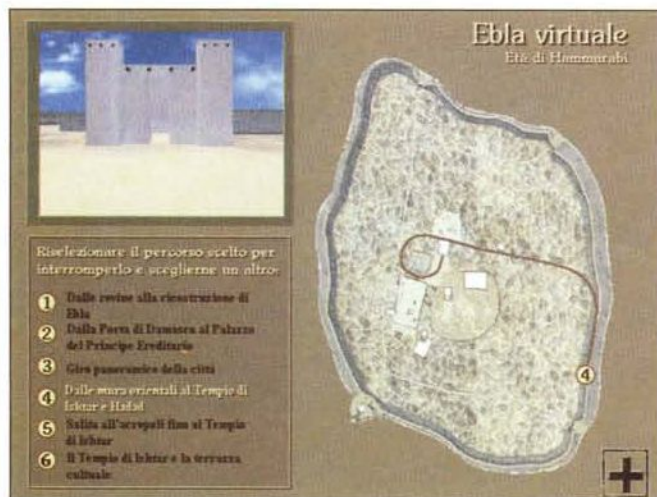 Ebla virtuale
Età di Hammurabi
Riselezionare il percorso scelto per
interromperlo e sceglierne un altro:
1 Dalle rovine alla ricostruzione di
Ebla
2 Dalla Porta di Damasco al Palazzo
del Principe Ereditario
3 Giro panoramico della città
4 Dalle mura orientali al Tempio di
Ishtar e Hadad
5 Salita all'acropoli fino al Tempio
di Ishtar
6 Il Tempio di Ishtar e la terrazza
cultuale
4